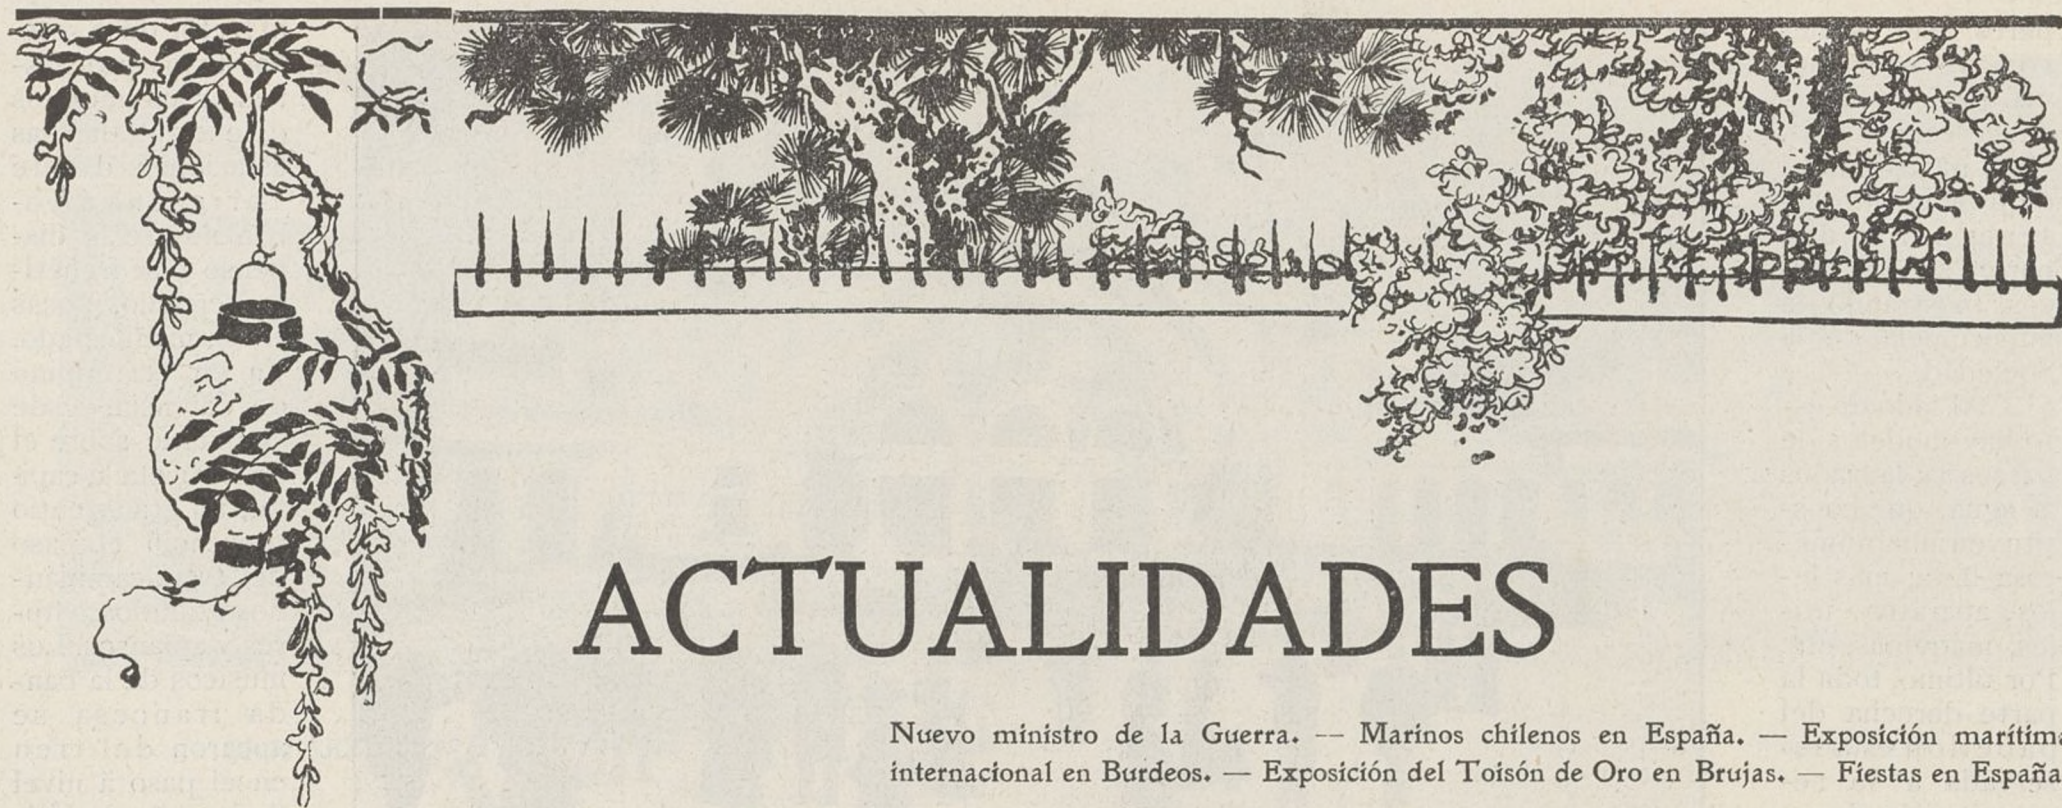 ACTUALIDADES
Nuevo ministro de la Guerra. -- Marinos chilenos en España. — Exposición marítima
internacional en Burdeos. — Exposición del Toisón de Oro en Brujas. — Fiestas en España